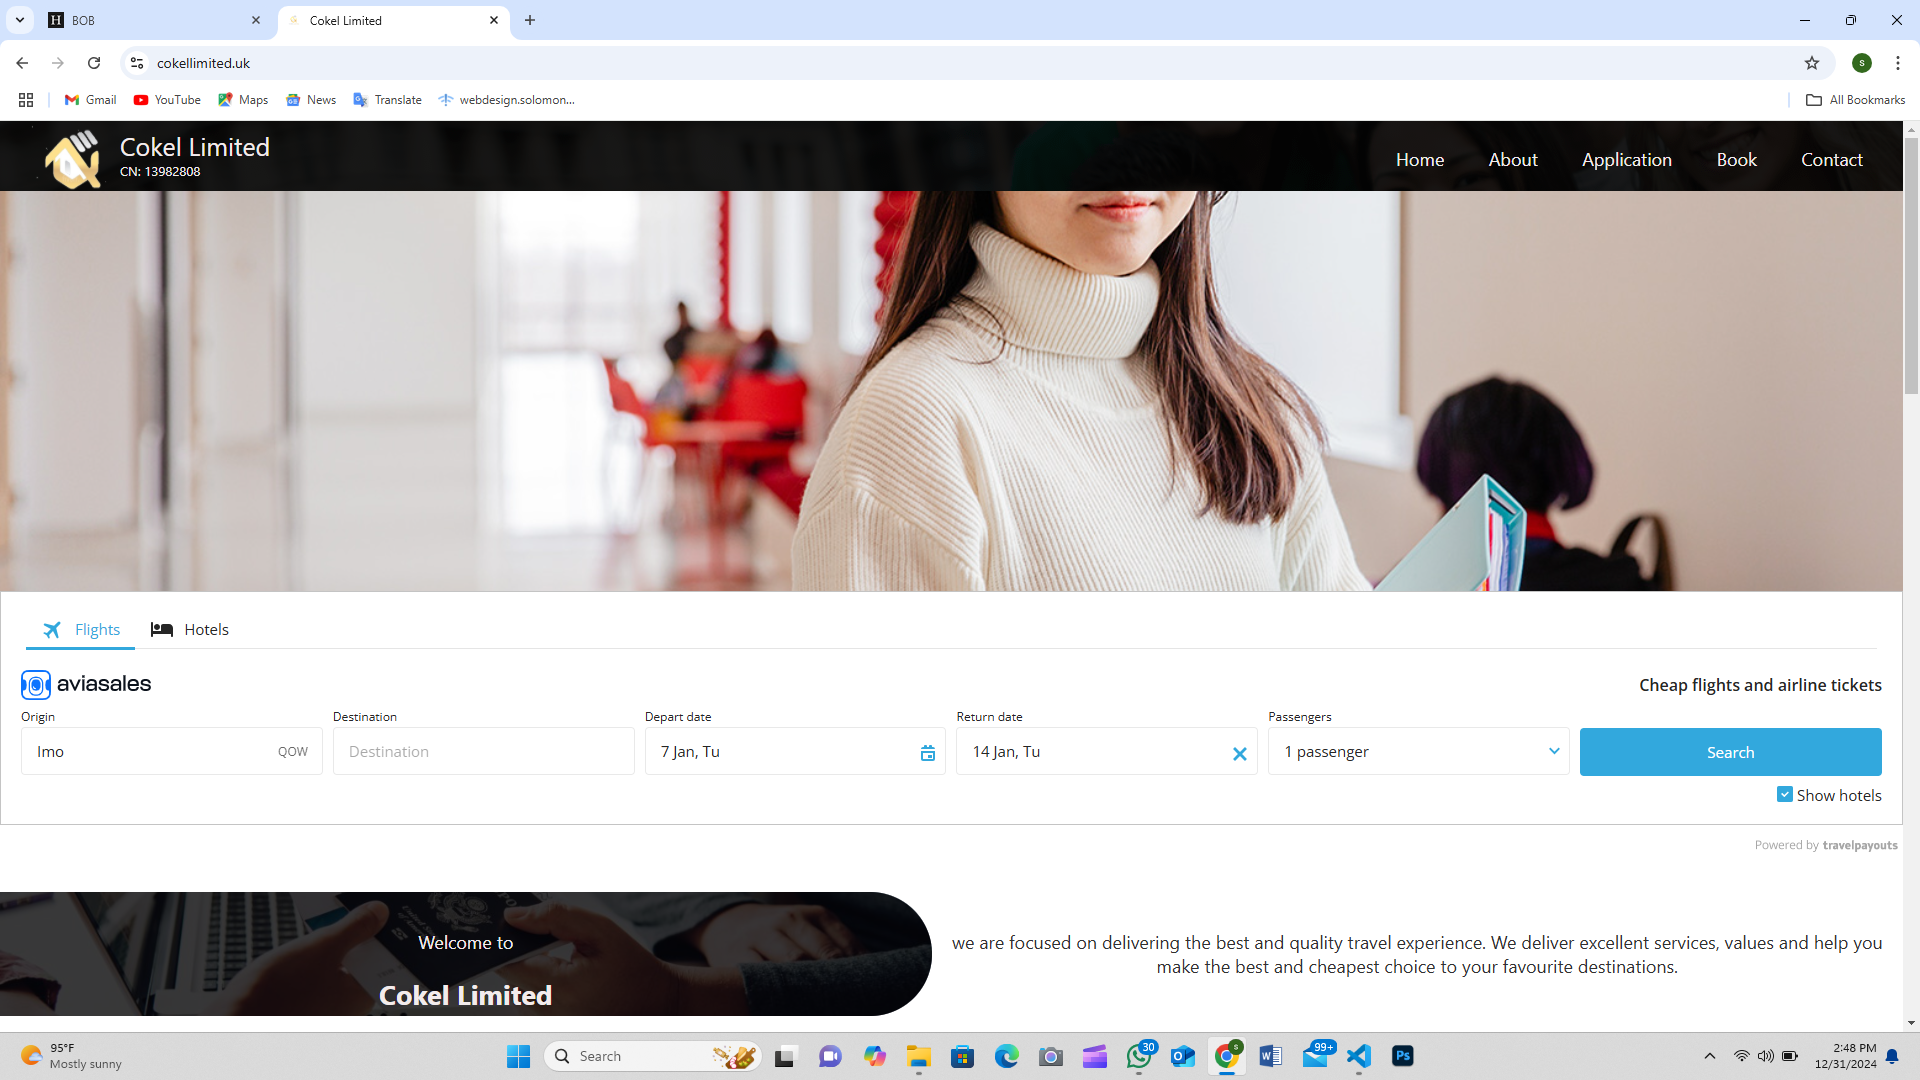 BOB
Cokel Limited
cokellimited.uk
S
Gmail
YouTube
Maps
News
Translate
webdesign.solomon...
All Bookmarks
Cokel Limited
CN: 13982808
Home
About
Application
Book
Contact
Flights
Hotels
aviasales
Cheap flights and airline tickets
Origin
Destination
Depart date
Return date
Passengers
Imo
QOW
Destination
7 Jan, Tu
14 Jan, Tu
1 passenger
Search
Show hotels
Powered by travelpayouts
Welcome to
Cokel Limited
we are focused on delivering the best and quality travel experience. We deliver excellent services, values and help you
make the best and cheapest choice to your favourite destinations.
95°F
Mostly sunny
Search
30
S
99+
Ps
2:48 PM
12/31/2024